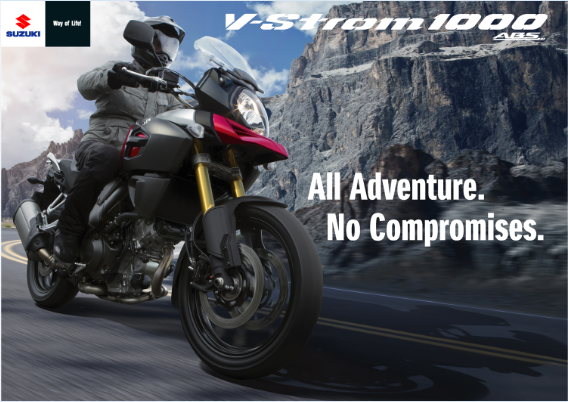 SUZUKI
Way of Life!
V-Strom 1000
ABS
All Adventure.
No Compromises.